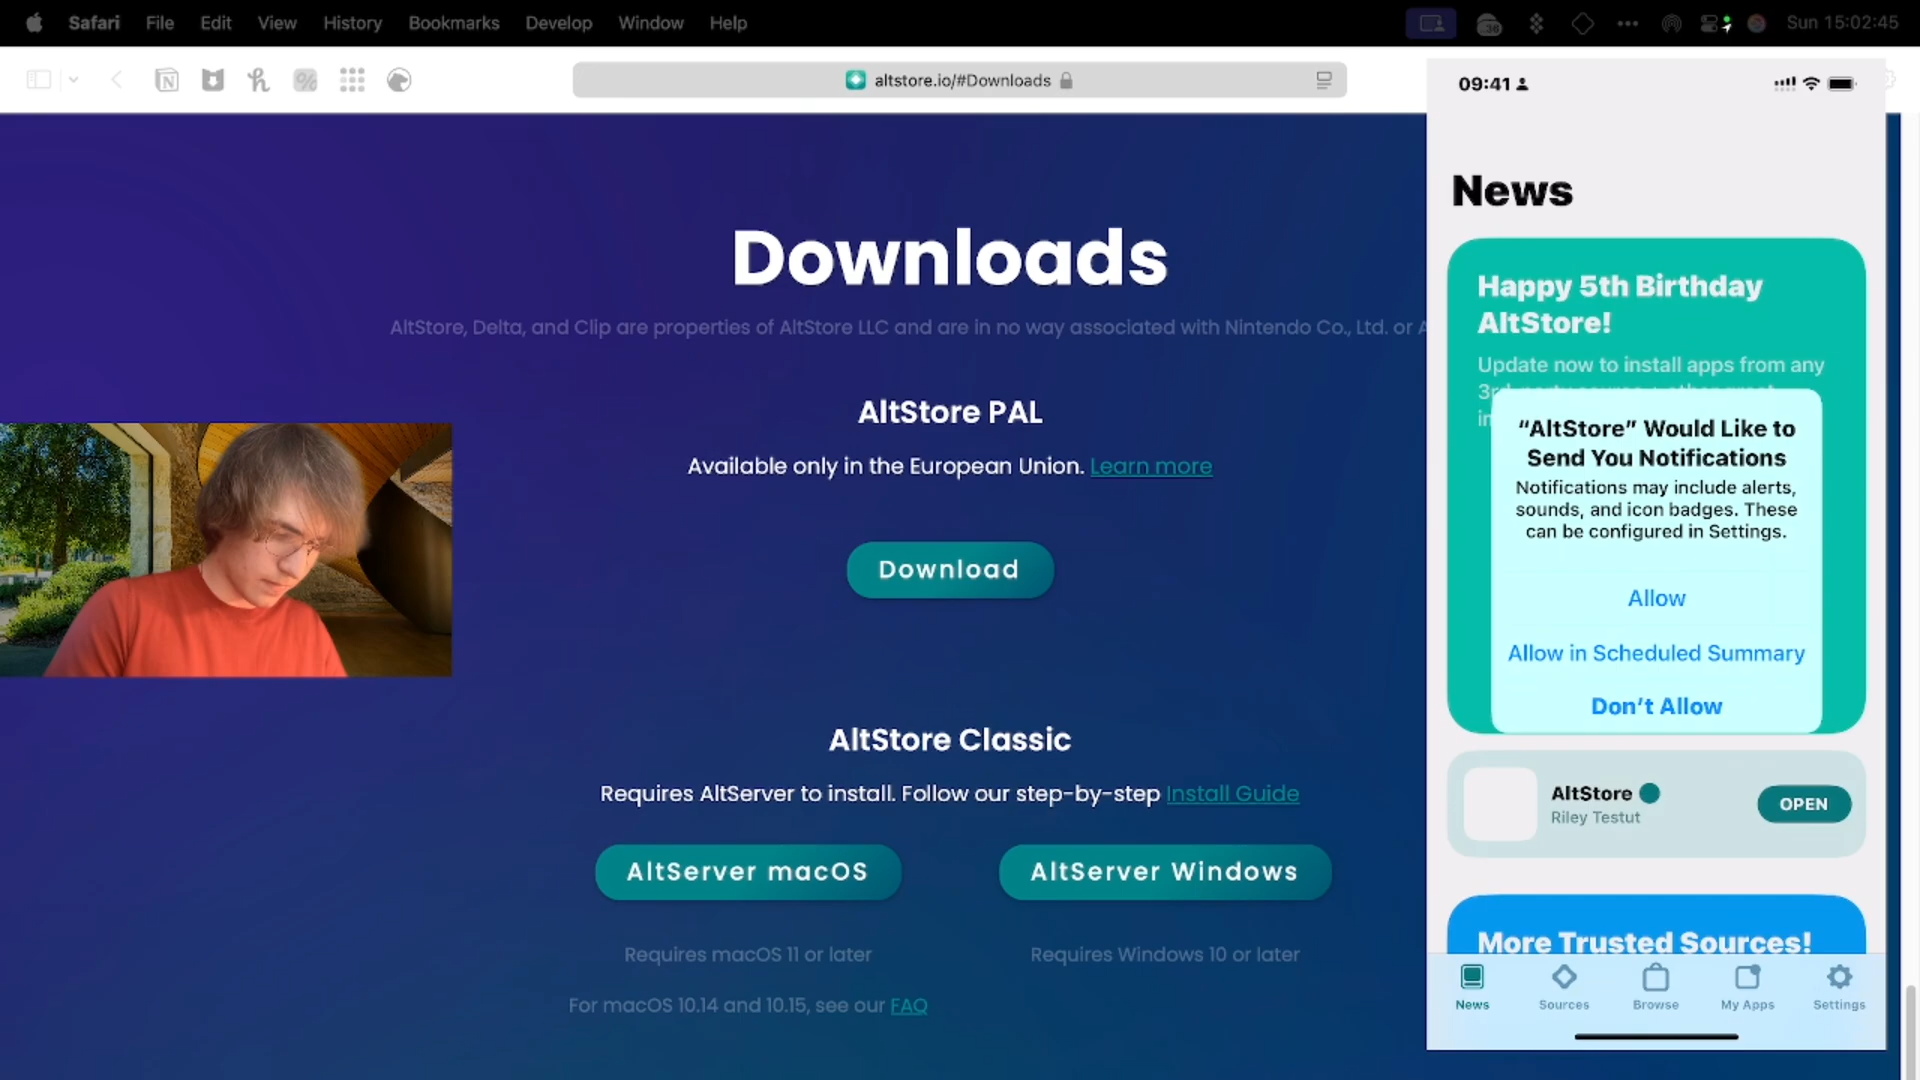 Safari File Edit View History Bookmarks Develop Window Help
36
Sun 15:02:45
altstore.io/#Downloads
Downloads
AltStore, Delta, and Clip are properties of AltStore LLC and are in no way associated with Nintendo Co., Ltd. or A
AltStore PAL
Available only in the European Union. Learn more
Download
AltStore Classic
Requires AltServer to install. Follow our step-by-step Install Guide
AltServer macOS
AltServer Windows
Requires macOS 11 or later
Requires Windows 10 or later
For macOS 10.14 and 10.15, see our FAQ
09:41
News
Happy 5th Birthday
AltStore!
Update now to install apps from any
“AltStore” Would Like to
Send You Notifications
Notifications may include alerts,
sounds, and icon badges. These
can be configured in Settings.
Allow
Allow in Scheduled Summary
Don’t Allow
AltStore
Riley Testut
OPEN
More Trusted Sources!
News Sources Browse My Apps Settings